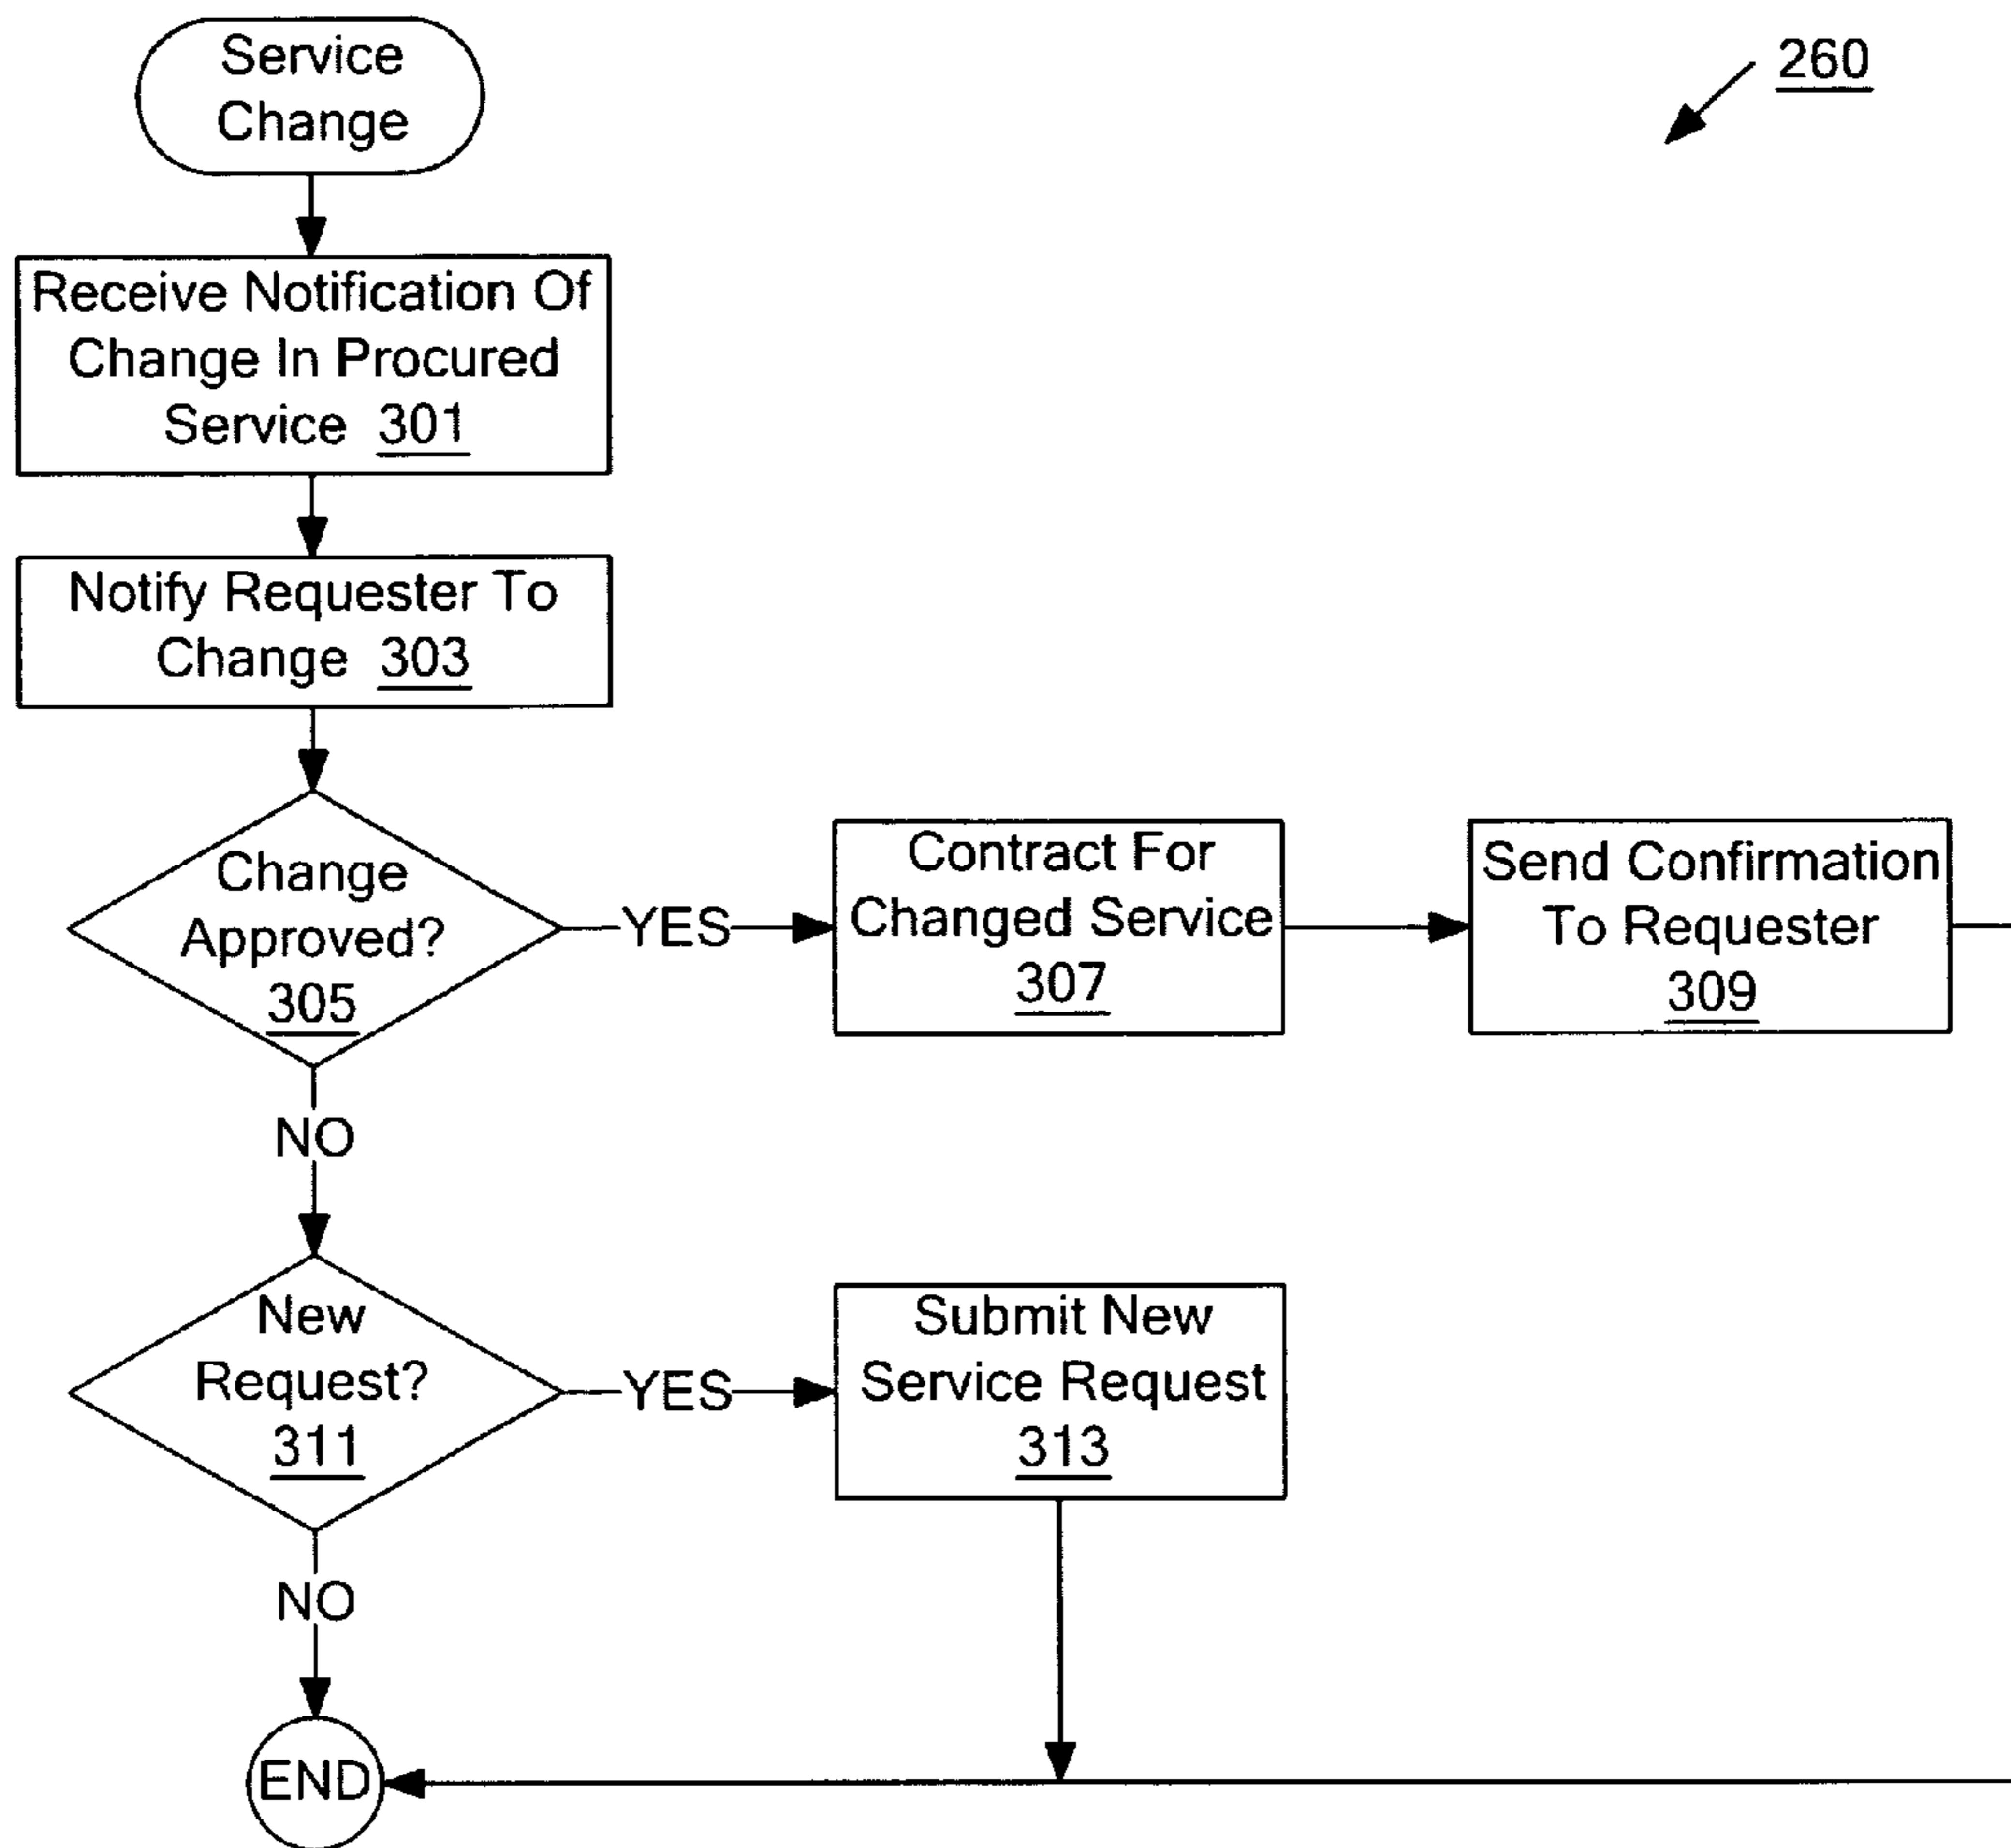 Service
Change
260
Receive Notification Of
Change In Procured
Service 301
Notify Requester To
Change 303
Change
Approved?
305
YES
Contract For
Changed Service
307
Send Confirmation
To Requester
309
NO
New
Request?
311
YES
Submit New
Service Request
313
NO
END